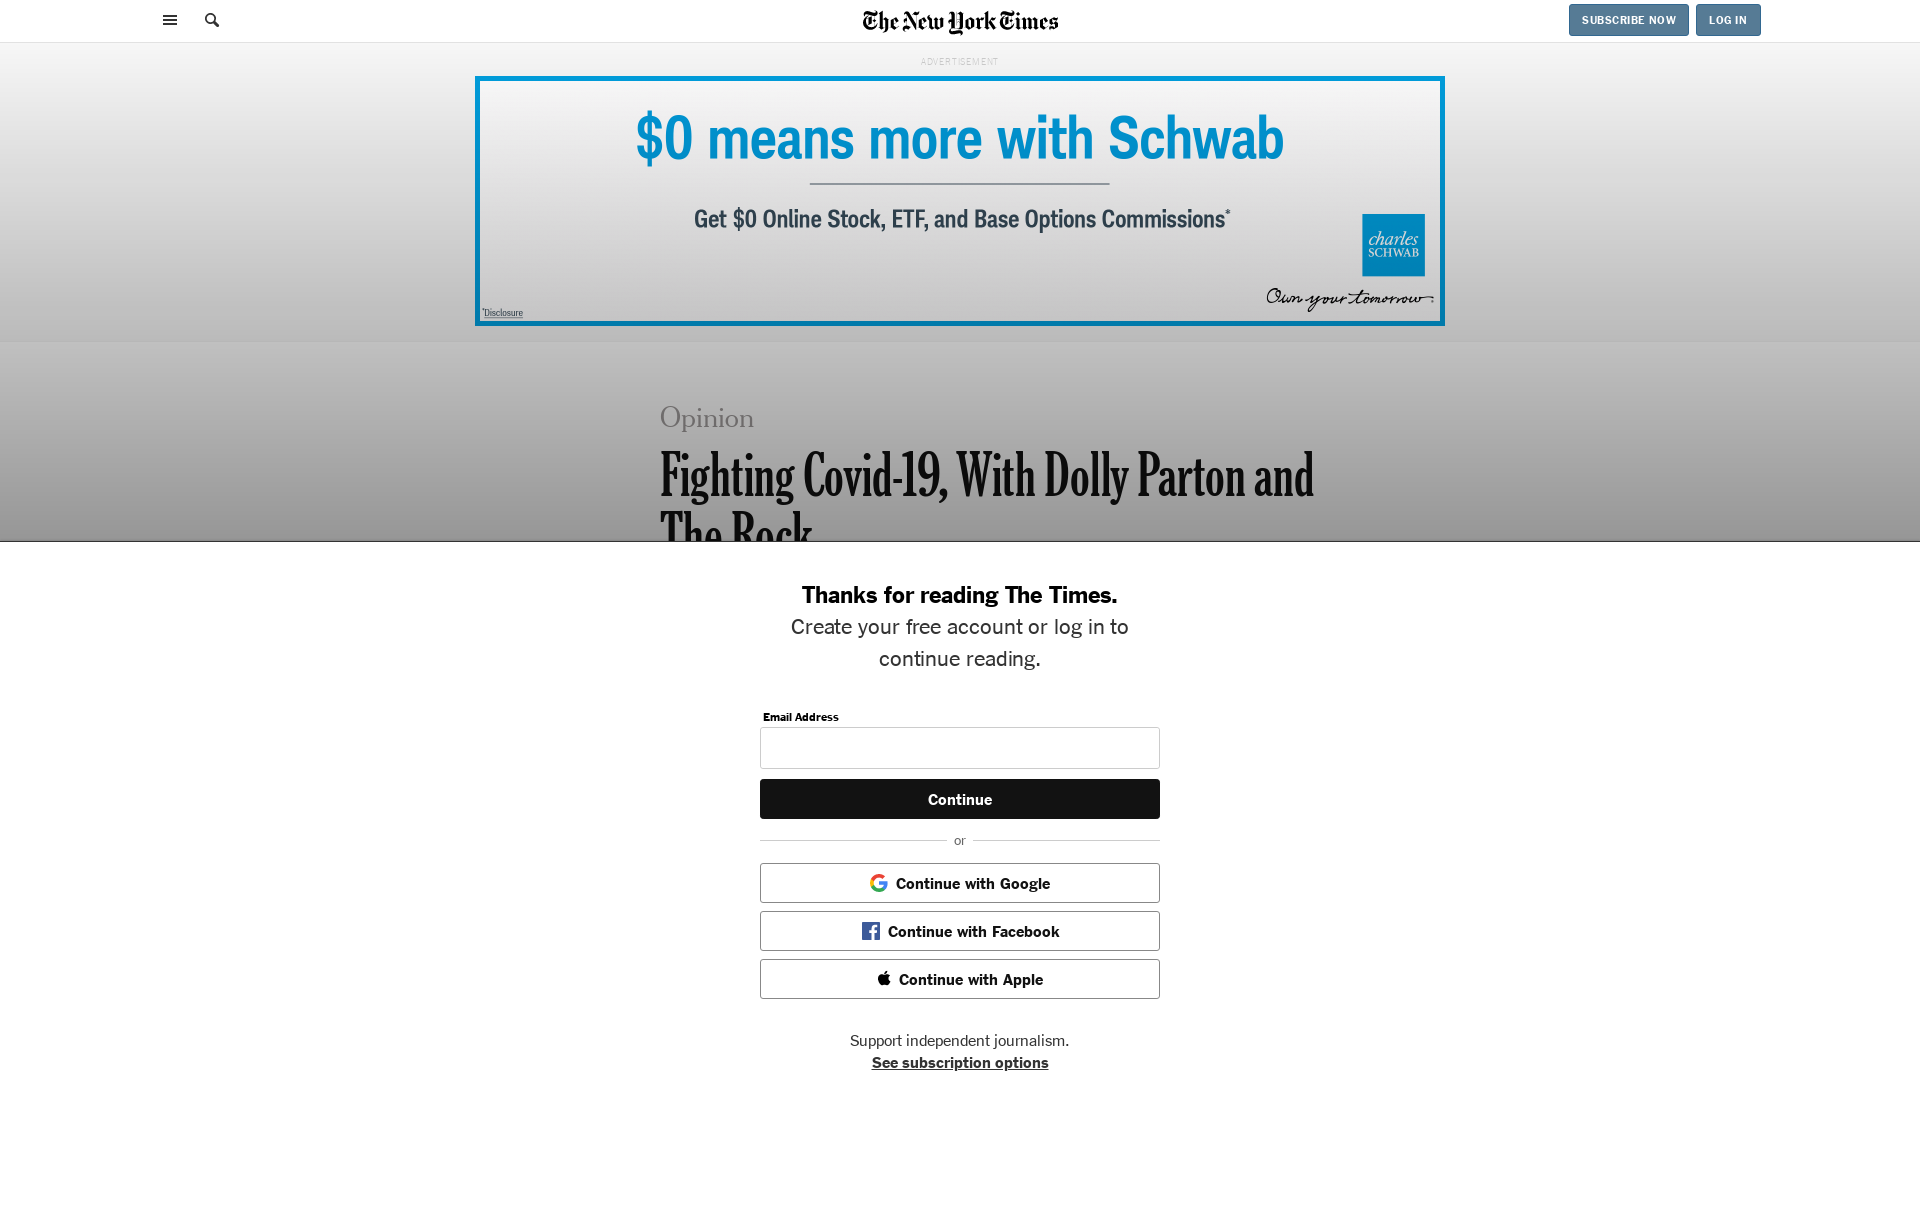 The New York Times
SUBSCRIBE NOW
LOG IN
ADVERTISEMENT
$0 means more with Schwab
Get $0 Online Stock, ETF, and Base Options Commissions*
charles
SCHWAB
Own your tomorrow.
*Disclosure
Opinion
Fighting Covid-19, With Dolly Parton and
The Rock
Thanks for reading The Times.
Create your free account or log in to
continue reading.
Email Address
Continue
or
Continue with Google
Continue with Facebook
Continue with Apple
Support independent journalism.
See subscription options